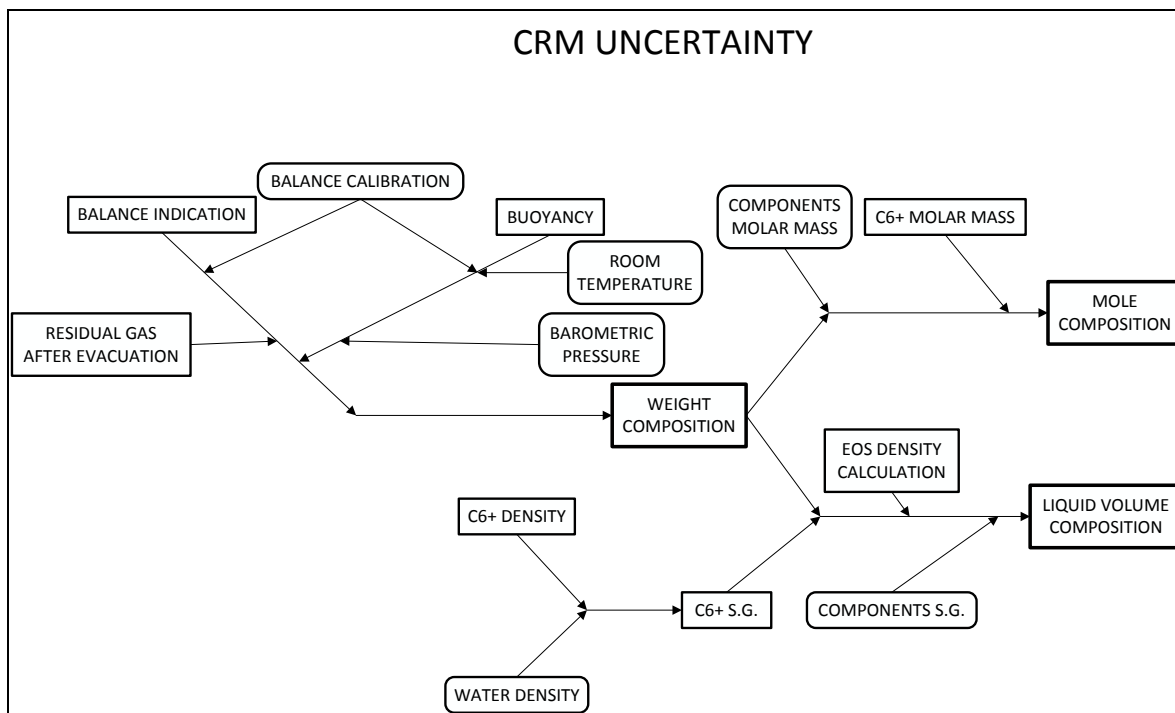 CRM UNCERTAINTY
BALANCE CALIBRATION
BALANCE INDICATION
BUOYANCY
COMPONENTS
MOLAR MASS
C6+ MOLAR MASS
ROOM
TEMPERATURE
MOLE
COMPOSITION
RESIDUAL GAS
AFTER EVACUATION
BAROMETRIC
PRESSURE
WEIGHT
COMPOSITION
EOS DENSITY
CALCULATION
C6+ DENSITY
LIQUID VOLUME
COMPOSITION
C6+ S.G.
COMPONENTS S.G.
WATER DENSITY